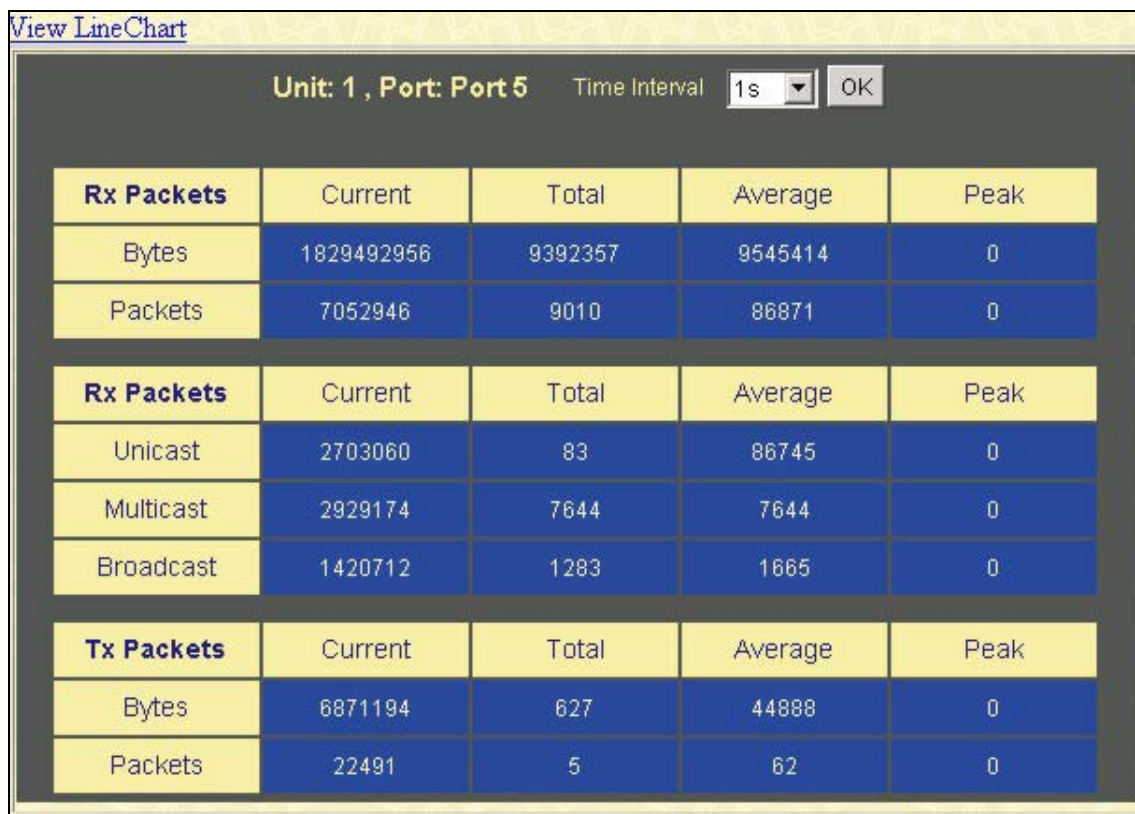 View LineChart
Unit: 1 , Port: Port 5 Time Interval 1s OK
Rx Packets Current Total Average Peak
Bytes 1829492956 9392357 9545414 0
Packets 7052946 9010 86871 0
Rx Packets Current Total Average Peak
Unicast 2703060 83 86745 0
Multicast 2929174 7644 7644 0
Broadcast 1420712 1283 1665 0
Tx Packets Current Total Average Peak
Bytes 6871194 627 44888 0
Packets 22491 5 62 0